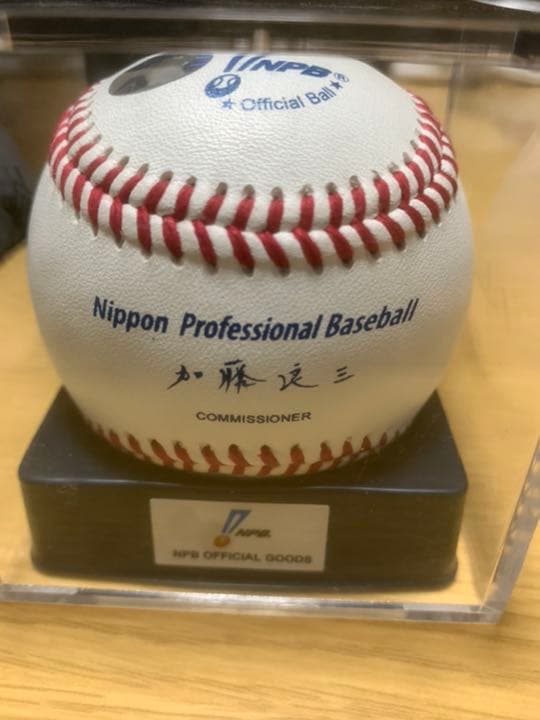 NPB®
★ Official Ball ★
Nippon Professional Baseball
加藤良三
COMMISSIONER
NPB.
NPB OFFICIAL GOODS